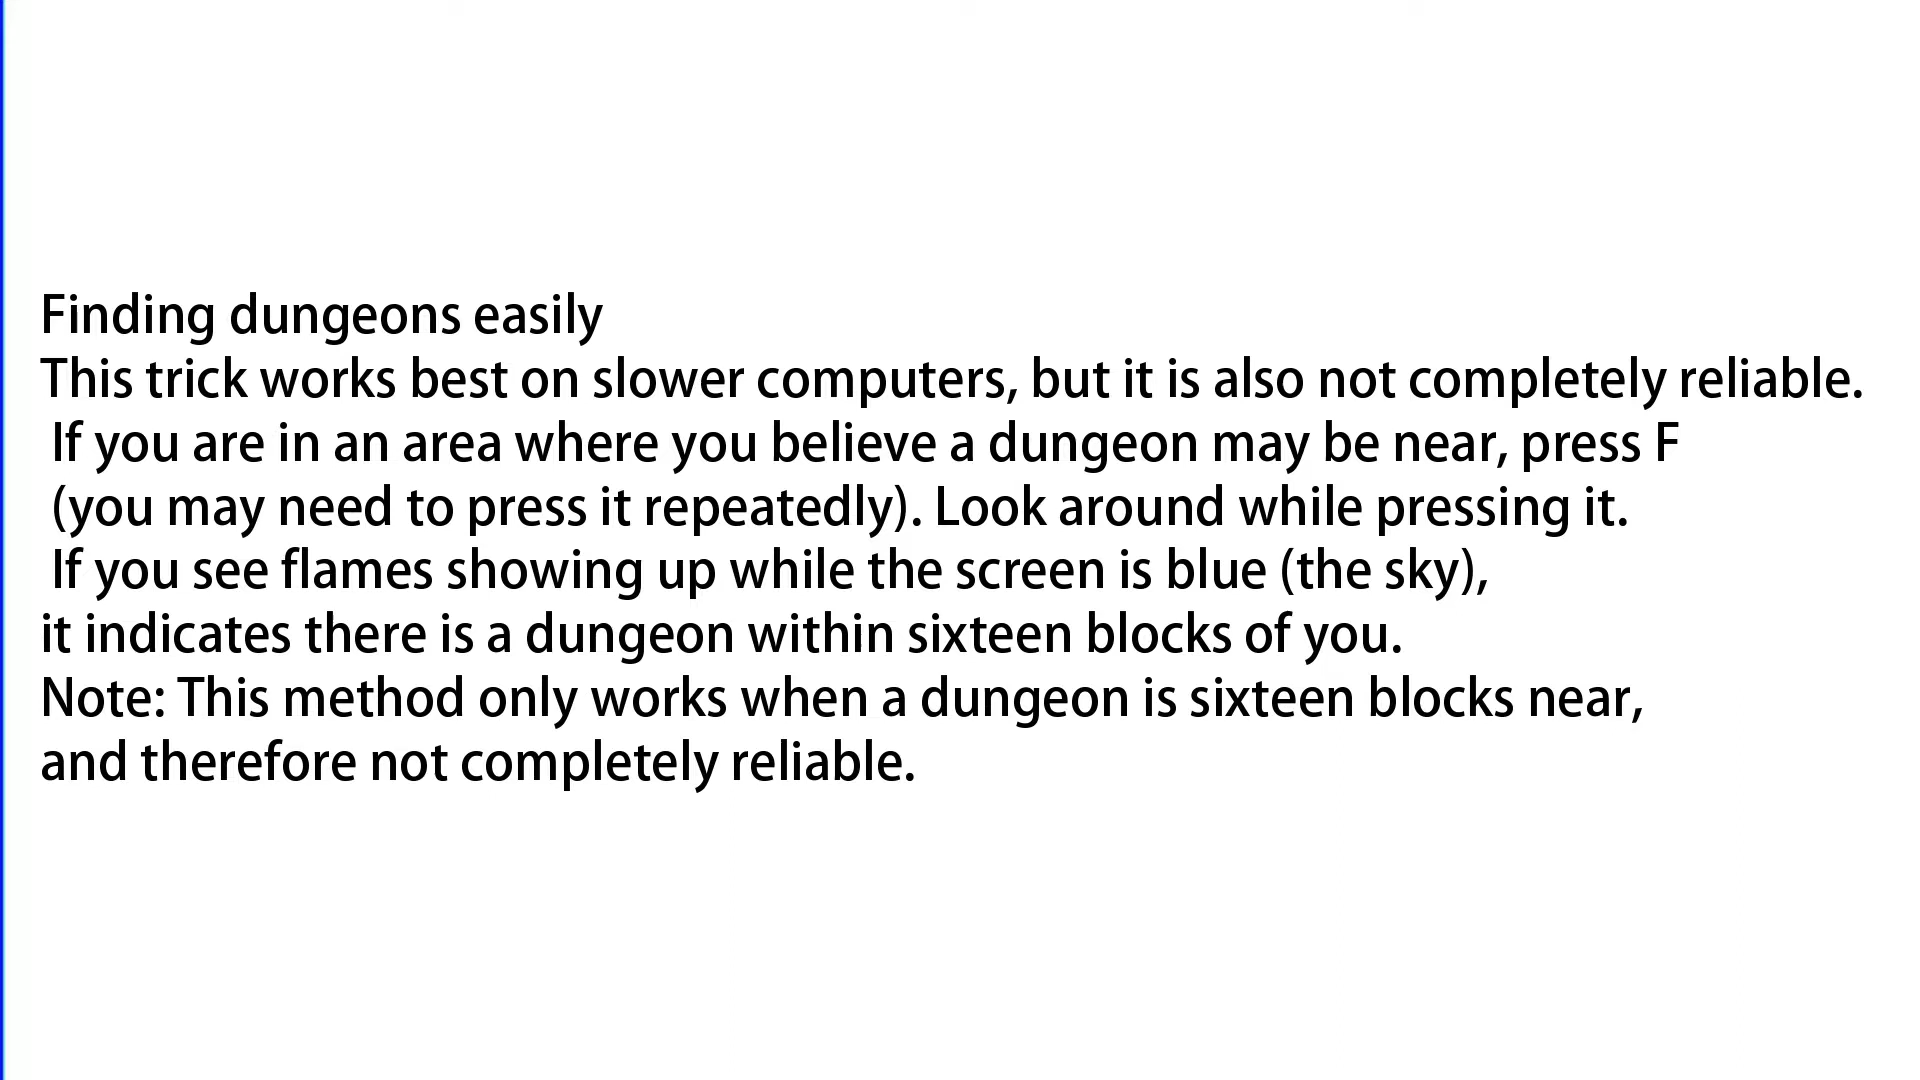 Finding dungeons easily
This trick works best on slower computers, but it is also not completely reliable.
If you are in an area where you believe a dungeon may be near, press F
(you may need to press it repeatedly). Look around while pressing it.
If you see flames showing up while the screen is blue (the sky),
it indicates there is a dungeon within sixteen blocks of you.
Note: This method only works when a dungeon is sixteen blocks near,
and therefore not completely reliable.